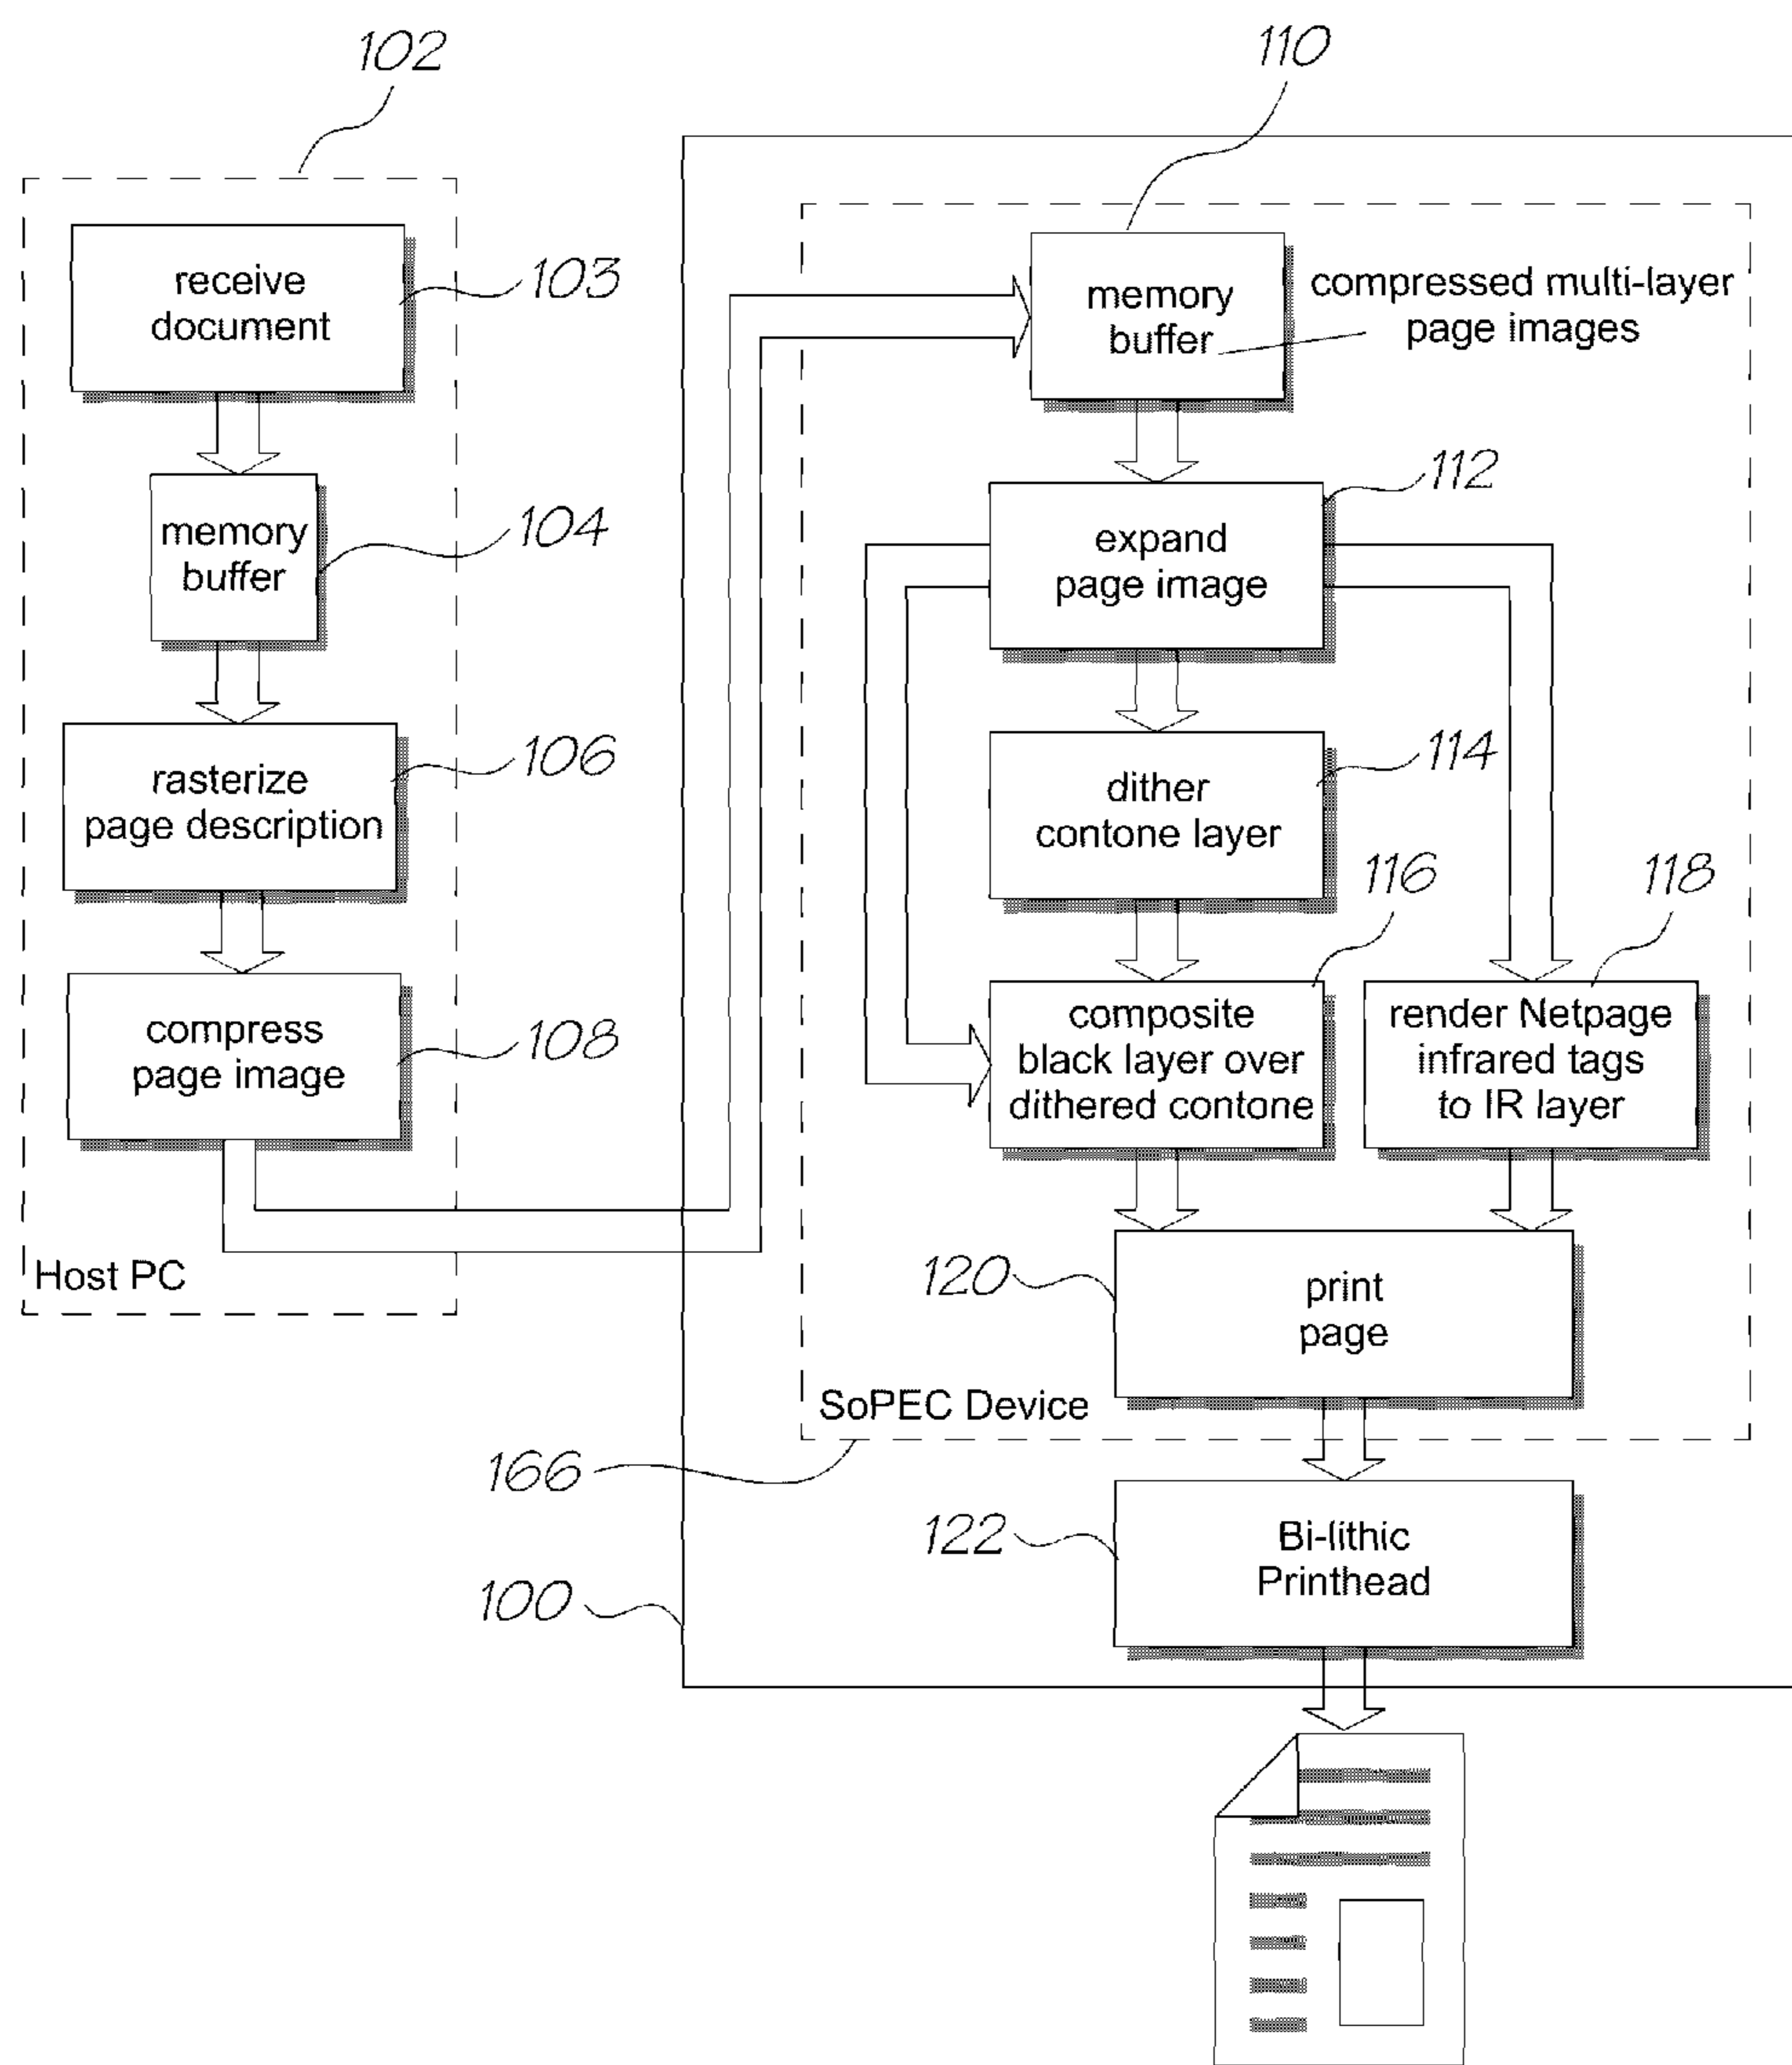 102
receive
document
103
memory
buffer
104
rasterize
page description
106
compress
page image
108
Host PC
110
memory
buffer
compressed multi-layer
page images
expand
page image
112
dither
contone layer
114
116
composite
black layer over
dithered contone
118
render Netpage
infrared tags
to IR layer
120
print
page
SoPEC Device
166
122
Bi-lithic
Printhead
100